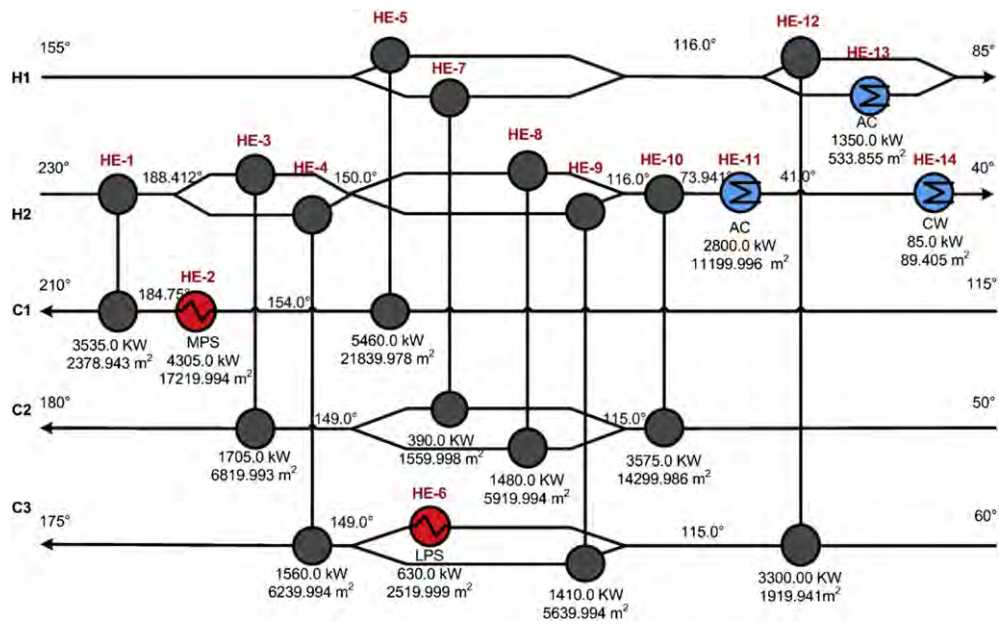 HE-5
HE-12
155°
116.0°
HE-13
85°
HE-7
H1
AC
1350.0 kW
533.855 m²
HE-1
HE-3
HE-4
HE-8
HE-9
HE-10
HE-11
HE-14
230°
188.412°
150.0°
116.0°
73.941°
41.0°
40°
H2
AC
2800.0 kW
11199.996 m²
CW
85.0 kW
89.405 m²
HE-2
210°
184.75°
154.0°
115°
C1
3535.0 KW
2378.943 m²
MPS
4305.0 kW
17219.994 m²
5460.0 kW
21839.978 m²
C2
180°
149.0°
115.0°
50°
1705.0 kW
6819.993 m²
390.0 KW
1559.998 m²
1480.0 KW
5919.994 m²
3575.0 KW
14299.986 m²
HE-6
C3
175°
149.0°
115.0°
60°
LPS
1560.0 kW
6239.994 m²
630.0 kW
2519.999 m²
1410.0 KW
5639.994 m²
3300.00 KW
1919.941m²